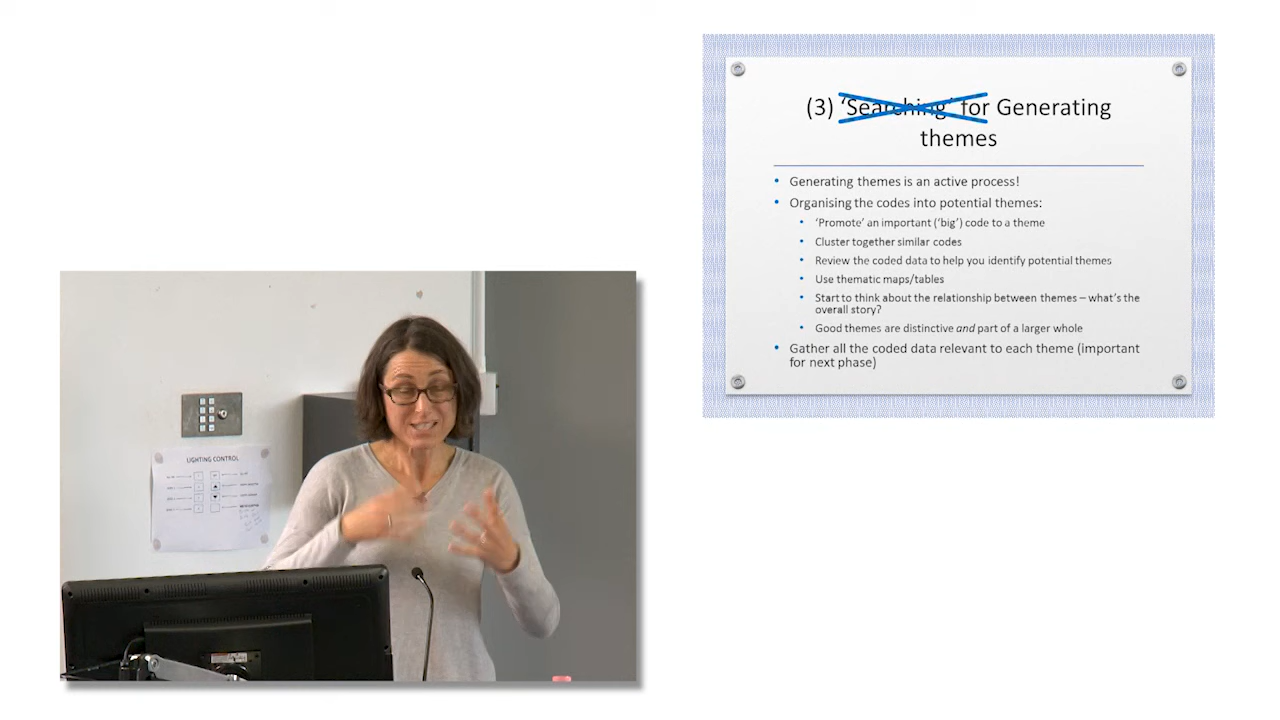 (3) ‘Searching’ for Generating
themes
• Generating themes is an active process!
• Organising the codes into potential themes:
• ‘Promote’ an important (‘big’) code to a theme
• Cluster together similar codes
• Review the coded data to help you identify potential themes
• Use thematic maps/tables
• Start to think about the relationship between themes – what’s the
overall story?
• Good themes are distinctive and part of a larger whole
• Gather all the coded data relevant to each theme (important
for next phase)
LIGHTING CONTROL